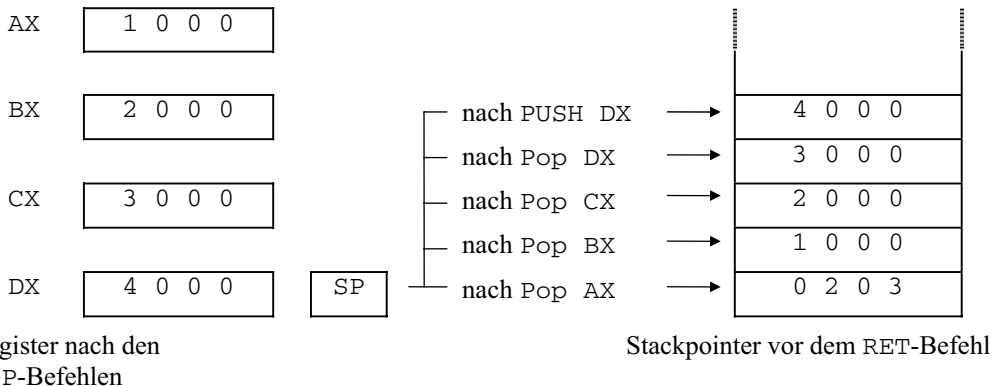 AX 1 0 0 0
BX 2 0 0 0 nach PUSH DX 4 0 0 0
nach Pop DX 3 0 0 0
CX 3 0 0 0 nach Pop CX 2 0 0 0
nach Pop BX 1 0 0 0
DX 4 0 0 0 SP nach Pop AX 0 2 0 3
gister nach den Stackpointer vor dem RET-Befehl
P-Befehlen